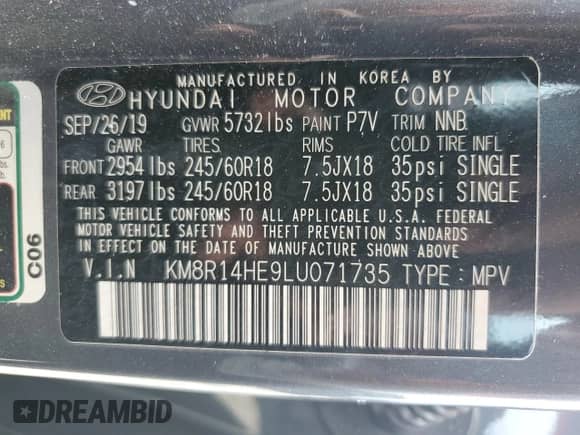 MANUFACTURED IN KOREA BY
HYUNDAI MOTOR COMPANY
SEP/26/19 GVWR 5732lbs PAINT P7V TRIM NNB
GAWR TIRES RIMS COLD TIRE INFL
FRONT 2954lbs 245/60R18 7.5JX18 35psi SINGLE
REAR 3197lbs 245/60R18 7.5JX18 35psi SINGLE
THIS VEHICLE CONFORMS TO ALL APPLICABLE U.S.A. FEDERAL
MOTOR VEHICLE SAFETY AND THEFT PREVENTION STANDARDS
IN EFFECT ON THE DATE OF MANUFACTURE SHOWN ABOVE.
V.I.N KM8R14HE9LU071735 TYPE : MPV
C06
DREAMBID